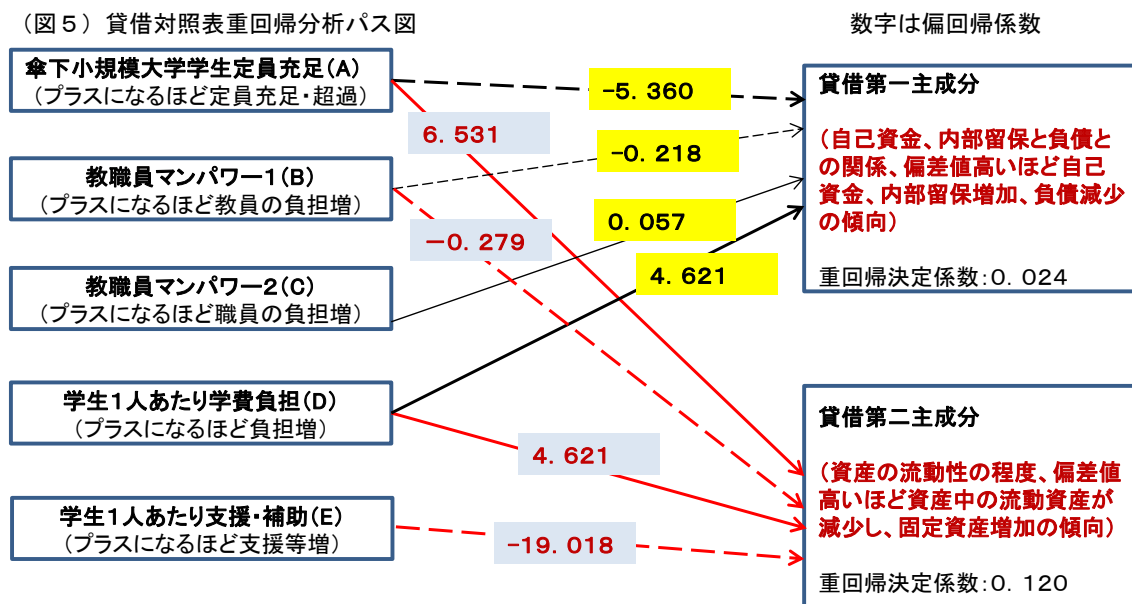 (図5)貸借対照表重回帰分析パス図
数字は偏回帰係数
傘下小規模大学学生定員充足(A)
(プラスになるほど定員充足・超過)
教職員マンパワー1(B)
(プラスになるほど教員の負担増)
教職員マンパワー2(C)
(プラスになるほど職員の負担増)
学生1人あたり学費負担(D)
(プラスになるほど負担増)
学生1人あたり支援・補助(E)
(プラスになるほど支援等増)
-5.360
6.531
-0.218
-0.279
0.057
4.621
4.621
-19.018
貸借第一主成分
(自己資金、内部留保と負債と
の関係、偏差値高いほど自己
資金、内部留保増加、負債減少
の傾向)
重回帰決定係数:0.024
貸借第二主成分
(資産の流動性の程度、偏差値
高いほど資産中の流動資産が
減少し、固定資産増加の傾向)
重回帰決定係数:0.120